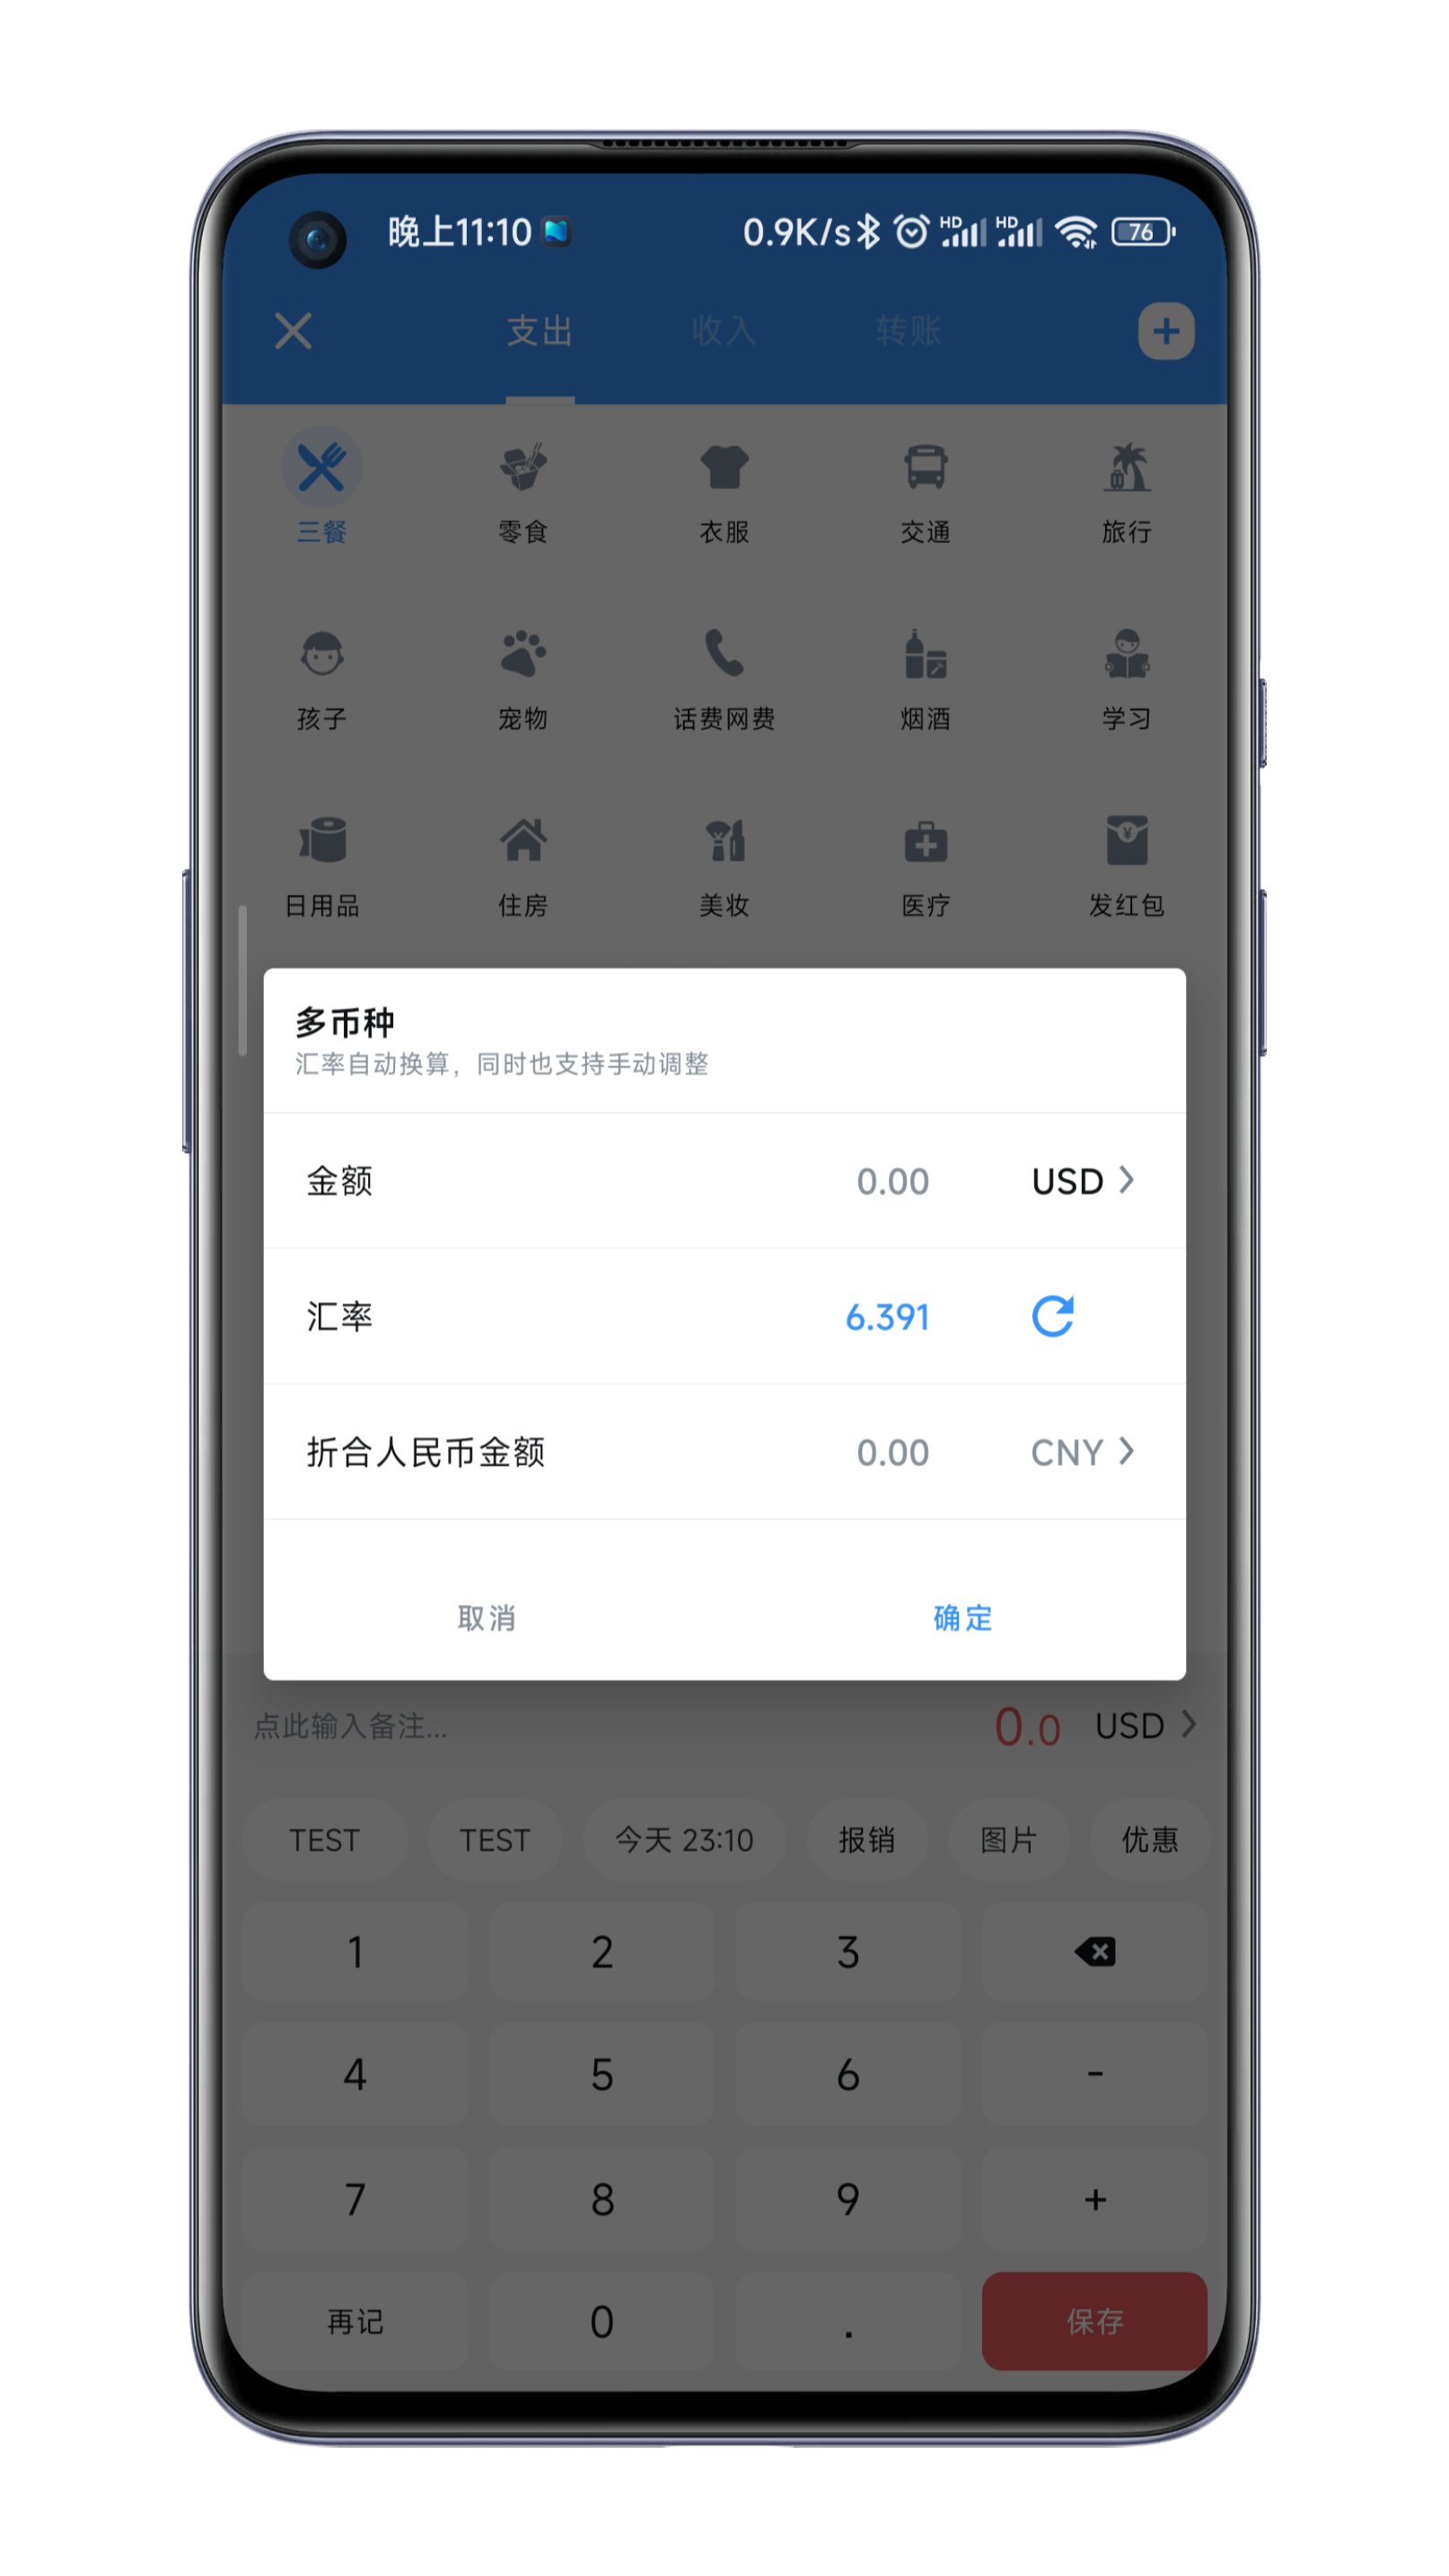 晚上11:10 0.9K/s HD HD 76
支出 收入 转账
三餐 零食 衣服 交通 旅行
孩子 宠物 话费网费 烟酒 学习
¥
日用品 住房 美妆 医疗 发红包
多币种
汇率自动换算，同时也支持手动调整
金额 0.00 USD
汇率 6.391
折合人民币金额 0.00 CNY
取消 确定
点此输入备注... 0.0 USD
TEST TEST 今天 23:10 报销 图片 优惠
1 2 3
4 5 6 -
7 8 9 +
再记 0 . 保存